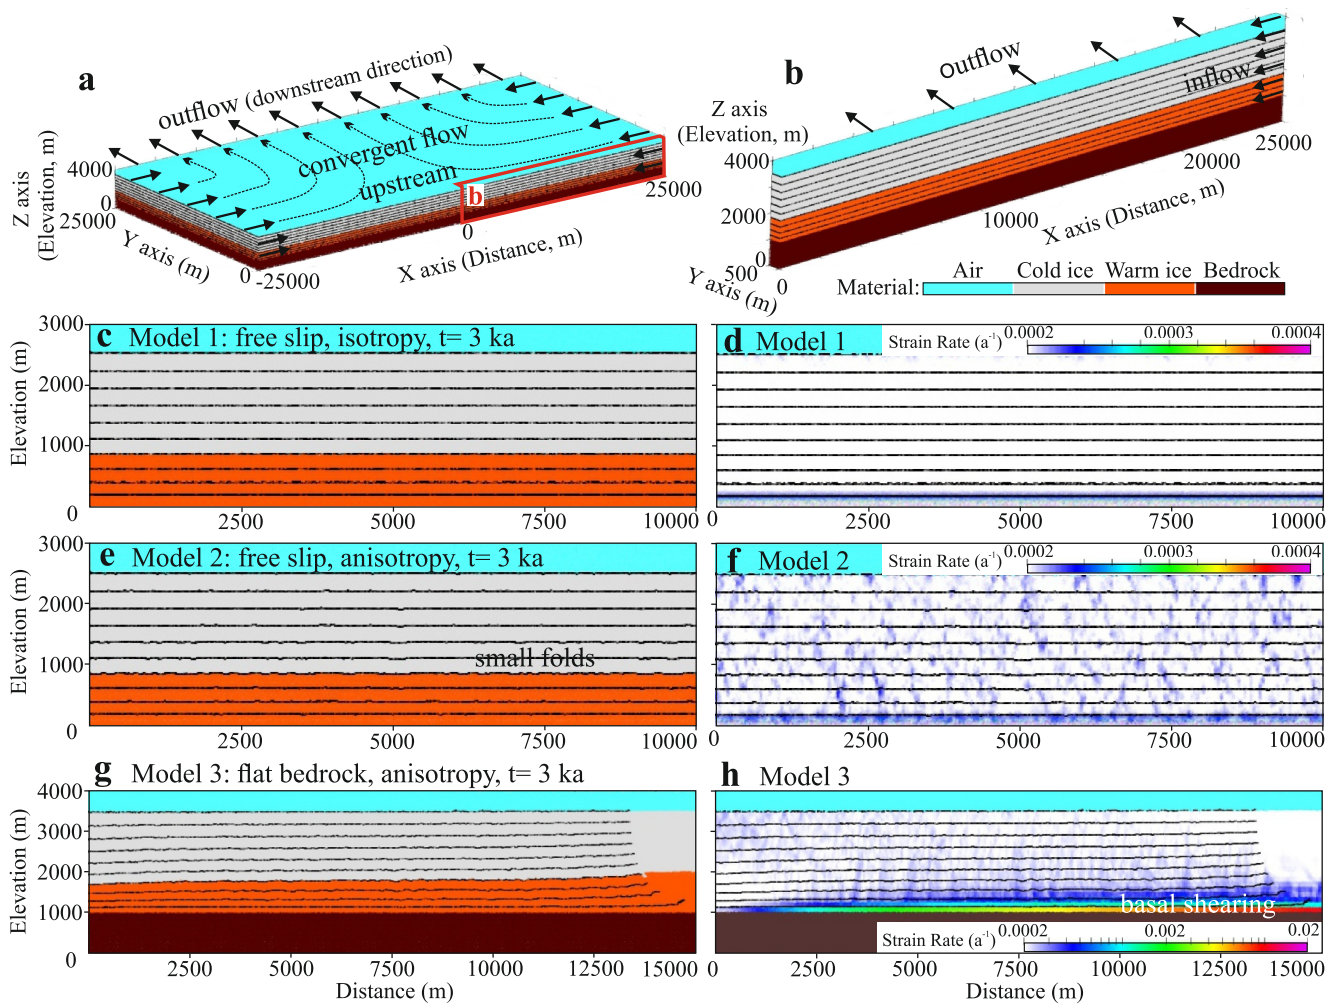 a
outflow (downstream direction)
convergent flow
upstream
b
Z axis
(Elevation, m)
4000
0
25000
Y axis (m)
0
-25000
X axis (Distance, m)
0
25000
b
Outflow
inflow
Z axis
(Elevation, m)
4000
2000
0
500
Y axis (m)
0
10000
20000
25000
X axis (Distance, m)
Material: Air Cold ice Warm ice Bedrock
c Model 1: free slip, isotropy, t= 3 ka
Elevation (m)
3000
2000
1000
0
2500 5000 7500 10000
d Model 1
Strain Rate (a⁻¹) 0.0002 0.0003 0.0004
0 2500 5000 7500 10000
e Model 2: free slip, anisotropy, t= 3 ka
small folds
Elevation (m)
3000
2000
1000
0
2500 5000 7500 10000
f Model 2
Strain Rate (a⁻¹) 0.0002 0.0003 0.0004
0 2500 5000 7500 10000
g Model 3: flat bedrock, anisotropy, t= 3 ka
Elevation (m)
4000
3000
2000
1000
0
2500 5000 7500 10000 12500 15000
Distance (m)
h Model 3
basal shearing
Strain Rate (a⁻¹) 0.0002 0.002 0.02
0 2500 5000 7500 10000 12500 15000
Distance (m)